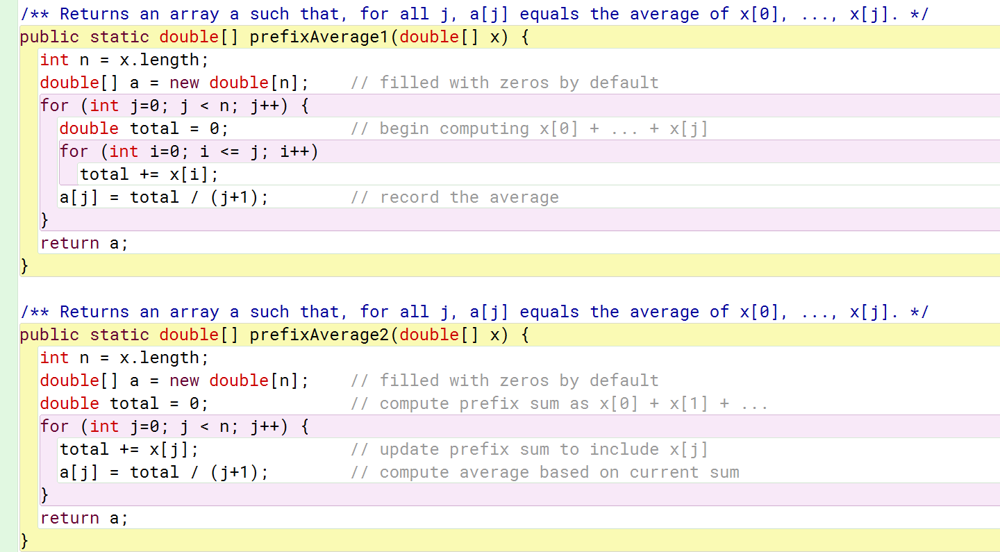 /** Returns an array a such that, for all j, a[j] equals the average of x[0], ..., x[j]. */
public static double[] prefixAverage1(double[] x) {
int n = x.length;
double[] a = new double[n];    // filled with zeros by default
for (int j=0; j < n; j++) {
double total = 0;            // begin computing x[0] + ... + x[j]
for (int i=0; i <= j; i++)
total += x[i];
a[j] = total / (j+1);        // record the average
}
return a;
}
/** Returns an array a such that, for all j, a[j] equals the average of x[0], ..., x[j]. */
public static double[] prefixAverage2(double[] x) {
int n = x.length;
double[] a = new double[n];    // filled with zeros by default
double total = 0;              // compute prefix sum as x[0] + x[1] + ...
for (int j=0; j < n; j++) {
total += x[j];               // update prefix sum to include x[j]
a[j] = total / (j+1);        // compute average based on current sum
}
return a;
}